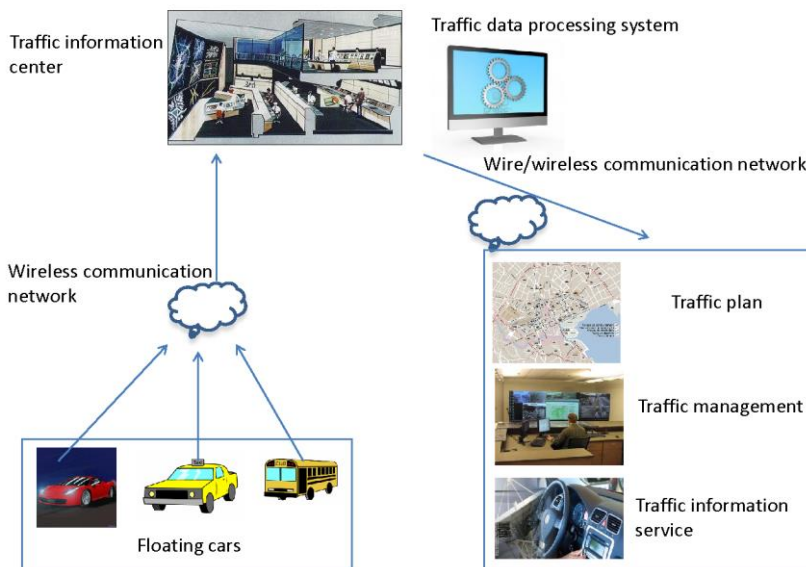 Traffic information
center
Traffic data processing system
Wire/wireless communication network
Wireless communication
network
Traffic plan
Traffic management
Traffic information
service
Floating cars